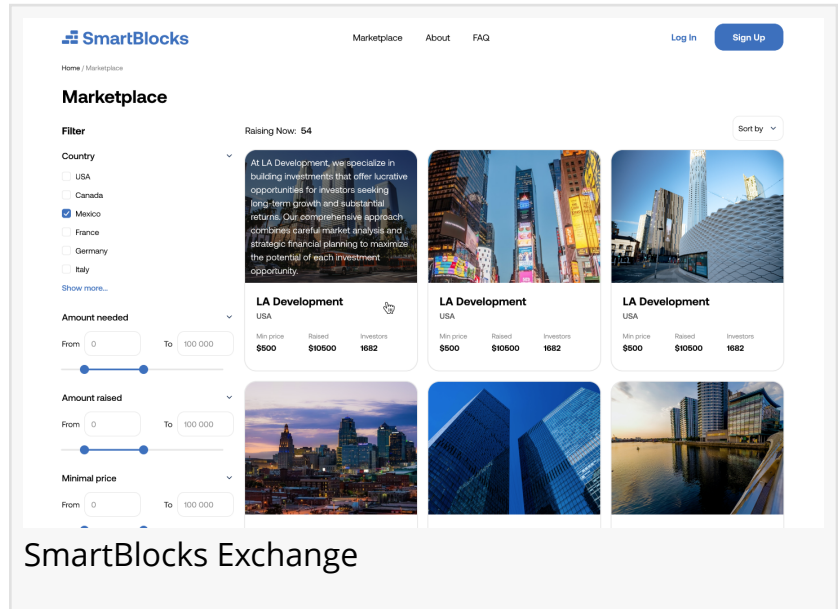 SmartBlocks
Marketplace About FAQ
Log In Sign Up
Home / Marketplace
Marketplace
Filter
Raising Now: 54
Sort by
Country
USA
Canada
Mexico
France
Germany
Italy
Show more...
Amount needed
From 0 To 100 000
Amount raised
From 0 To 100 000
Minimal price
From 0 To 100 000
At LA Development, we specialize in
building investments that offer lucrative
opportunities for investors seeking
long-term growth and substantial
returns. Our comprehensive approach
combines careful market analysis and
strategic financial planning to maximize
the potential of each investment
opportunity.
LA Development
USA
Min price Raised Investors
$500 $10500 1682
LA Development
USA
Min price Raised Investors
$500 $10500 1682
LA Development
USA
Min price Raised Investors
$500 $10500 1682
SmartBlocks Exchange